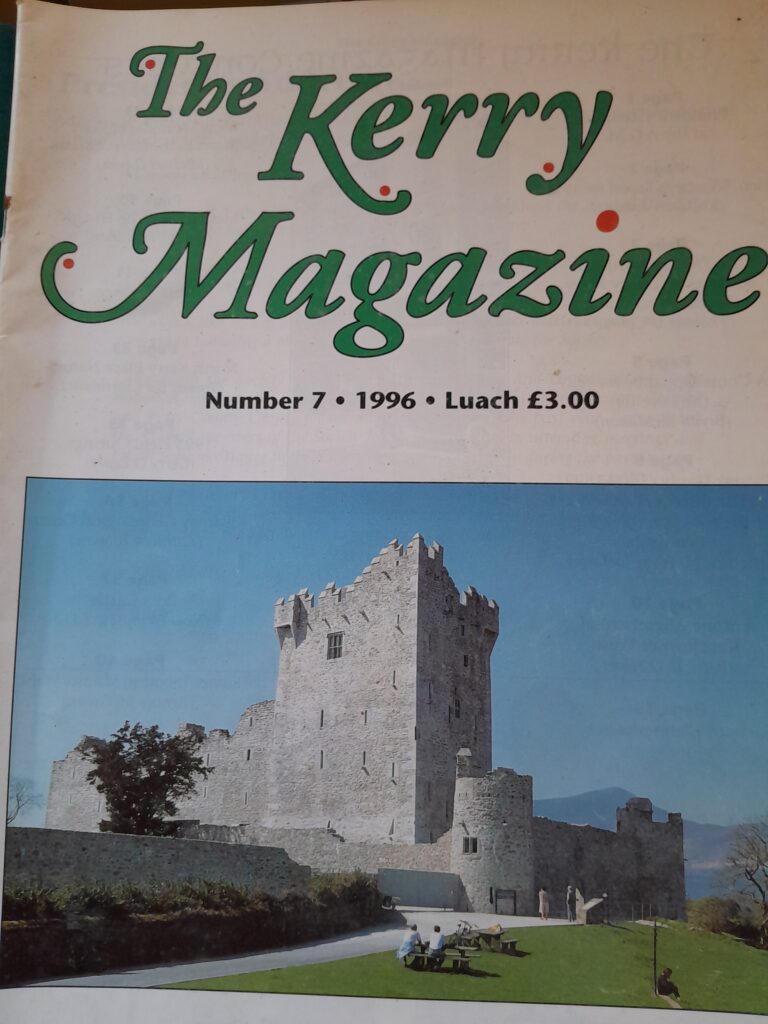 The Kerry
Magazine
Number 7 • 1996 • Luach £3.00